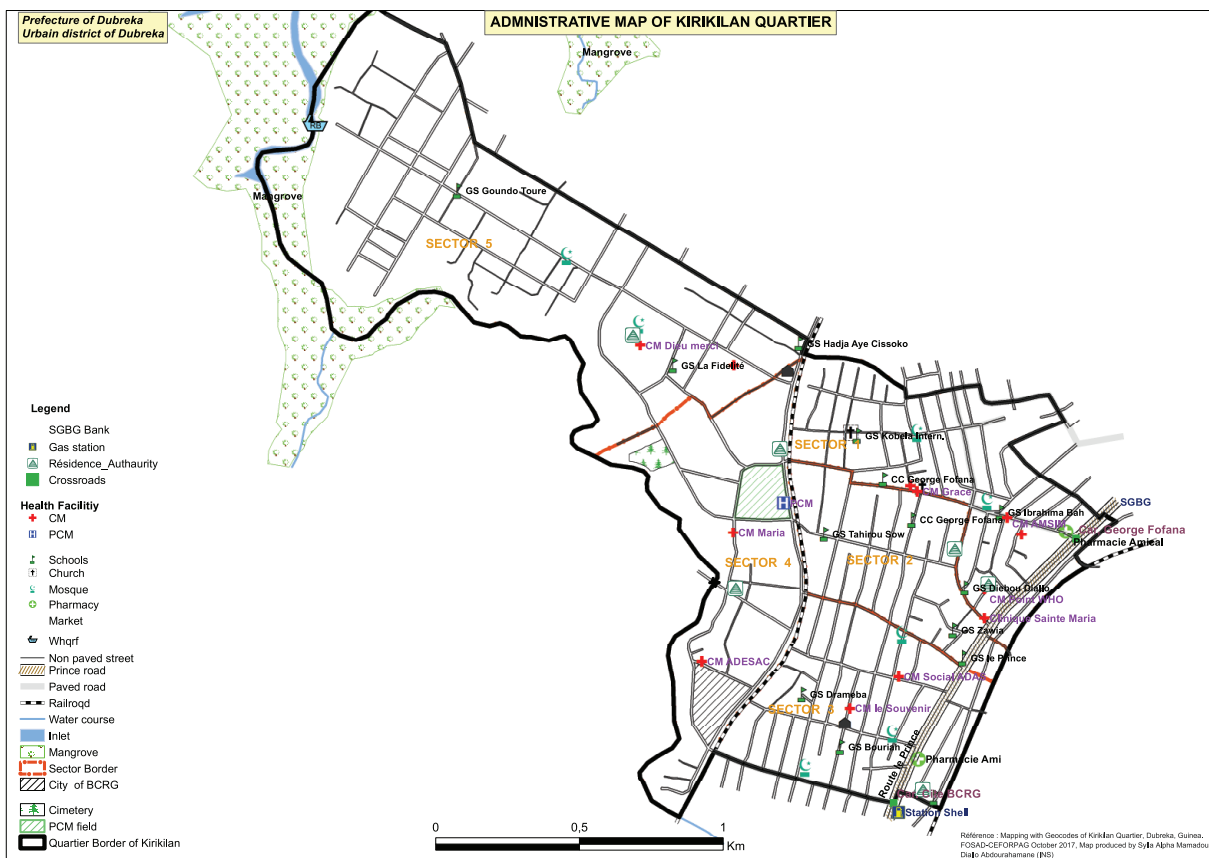 Prefecture of Dubreka
Urbain district of Dubreka
ADMNISTRATIVE MAP OF KIRIKILAN QUARTIER
Mangrove
RB
Mangrove
GS Goundo Toure
SECTOR 5
GS Hadja Aye Cissoko
CM Dieu merci
GS La Fidelité
GS Kobela Intern.
SECTOR 1
CC George Fofana
CM Grace
SGBG
PCM
GS Ibrahima Bah
CC George Fofana
CM AMSIM
Car. George Fofana
GS Tahirou Sow
CM Maria
Pharmacie Amical
SECTOR 4
SECTOR 2
GS Diebou Diallo
CM Point WHO
Clinique Sainte Maria
GS Zawia
GS le Prince
CM ADESAC
CM Social ADAS
GS Drameba
SECTOR 3
CM le Souvenir
GS Bouriah
Route le Prince
Pharmacie Ami
Car. Cite BCRG
Station Shell
Legend
SGBG Bank
Gas station
Résidence_Authaurity
Crossroads
Health Facilitiy
CM
PCM
Schools
Church
Mosque
Pharmacy
Market
Whqrf
Non paved street
Prince road
Paved road
Railroqd
Water course
Inlet
Mangrove
Sector Border
City of BCRG
Cimetery
PCM field
Quartier Border of Kirikilan
0 0,5 1
Km
Référence : Mapping with Geocodes of Kirikilan Quartier, Dubreka, Guinea.
FOSAD-CEFORPAG October 2017, Map produced by Sylla Alpha Mamadou
Diallo Abdourahamane (INS)